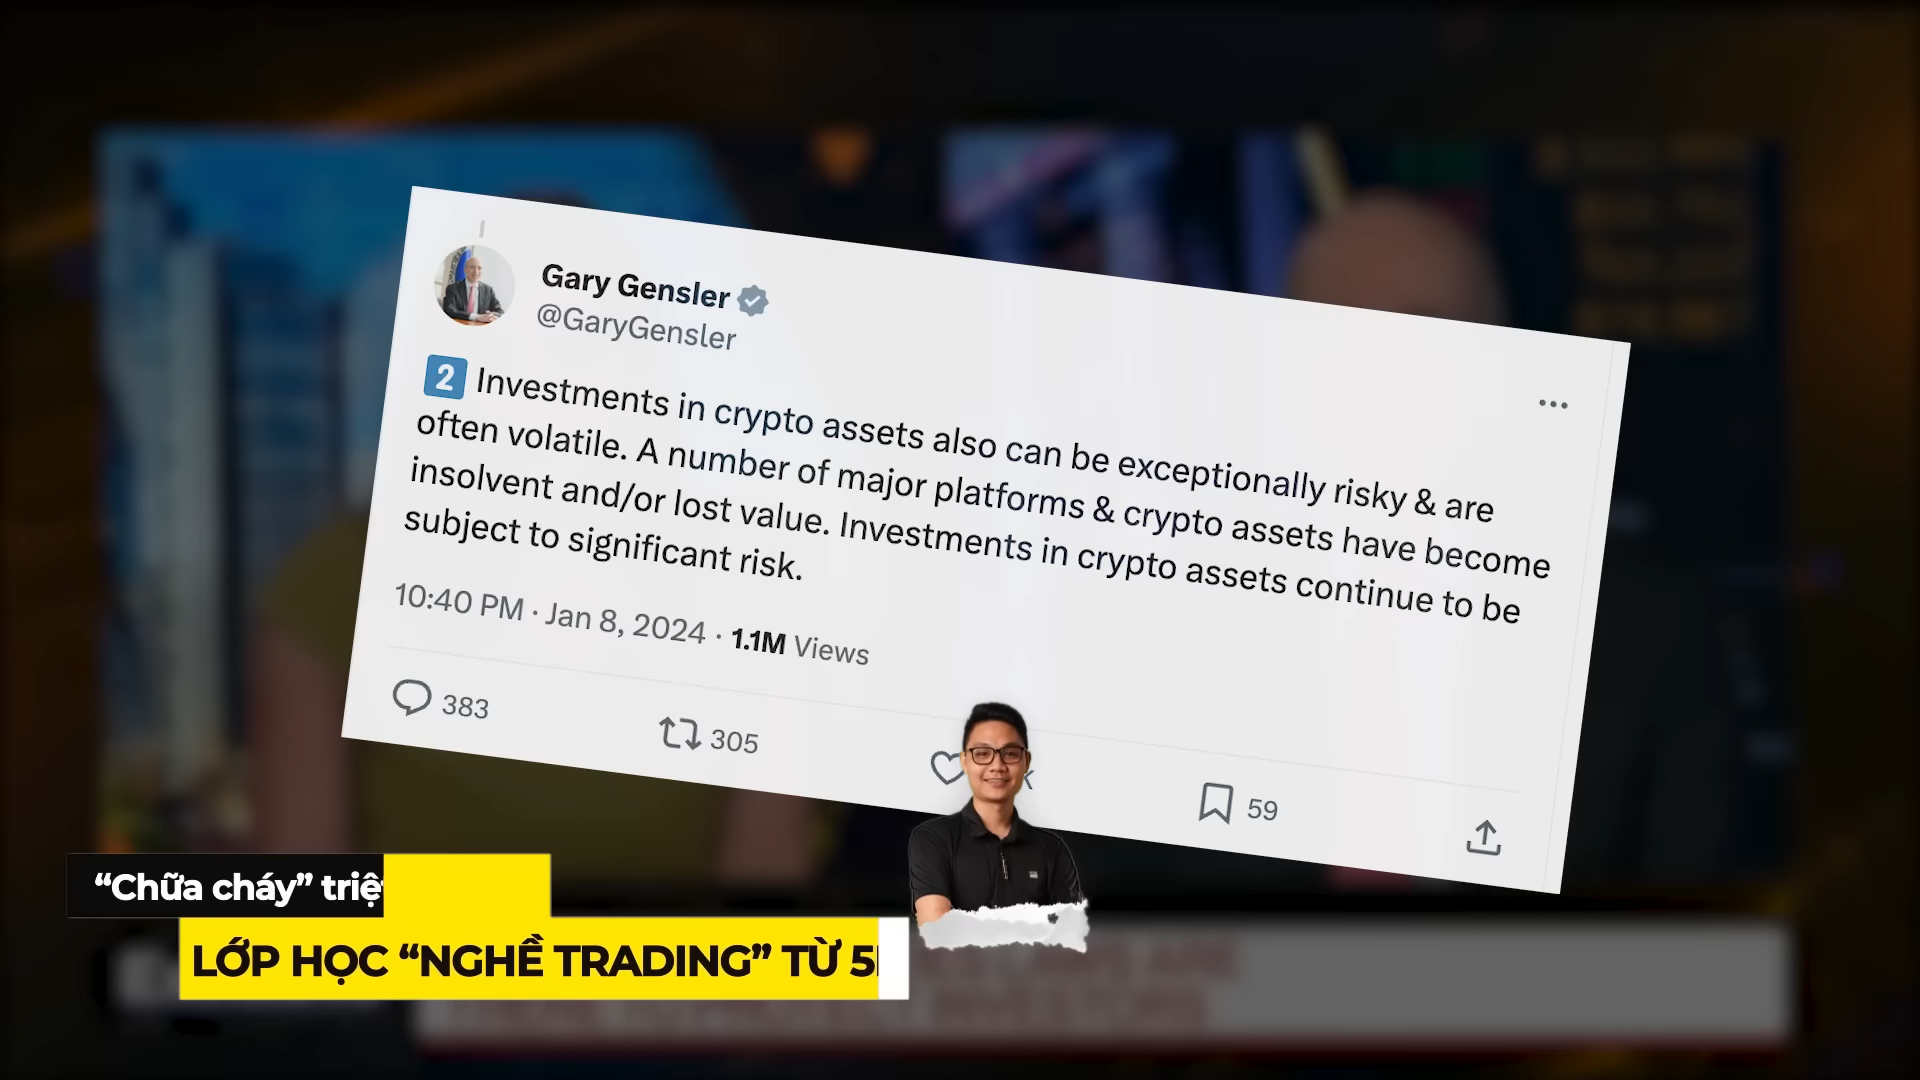 Gary Gensler
@GaryGensler
2 Investments in crypto assets also can be exceptionally risky & are
often volatile. A number of major platforms & crypto assets have become
insolvent and/or lost value. Investments in crypto assets continue to be
subject to significant risk.
10:40 PM · Jan 8, 2024 · 1.1M Views
383
305
59
“Chữa cháy”
LỚP HỌC “NGHỀ TRADING” TỪ